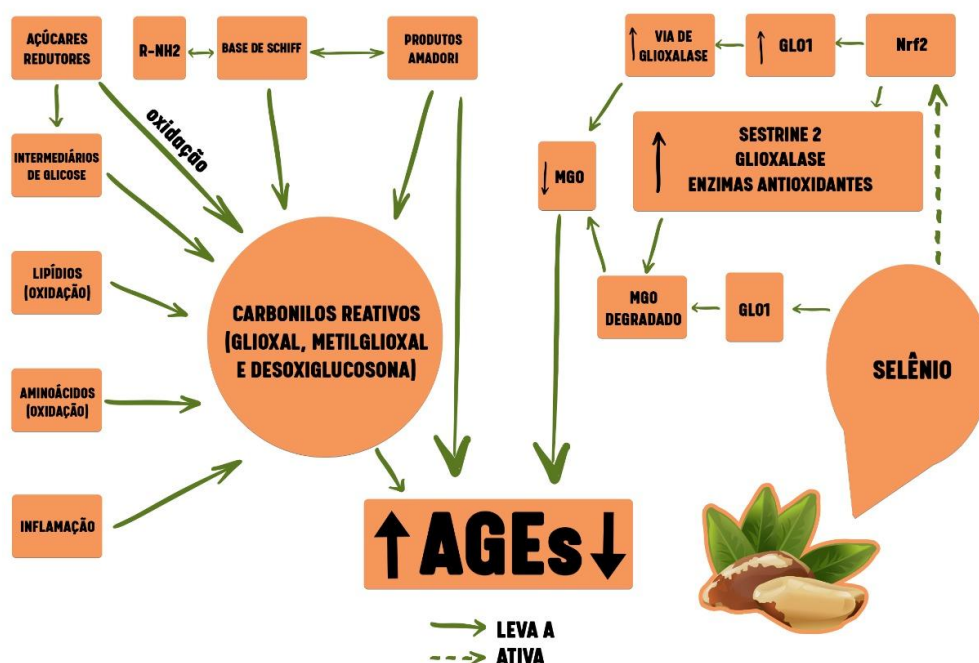 AÇÚCARES
REDUTORES
R-NH2
BASE DE SCHIFF
PRODUTOS
AMADORI
VIA DE
GLIOXALASE
GLO1
Nrf2
oxidação
INTERMEDIÁRIOS
DE GLICOSE
MGO
SESTRINE 2
GLIOXALASE
ENZIMAS ANTIOXIDANTES
LIPÍDIOS
(OXIDAÇÃO)
CARBONILOS REATIVOS
(GLIOXAL, METILGLIOXAL
E DESOXIGLUCOSONA)
MGO
DEGRADADO
GLO1
SELÊNIO
AMINOÁCIDOS
(OXIDAÇÃO)
INFLAMAÇÃO
AGEs
LEVA A
ATIVA